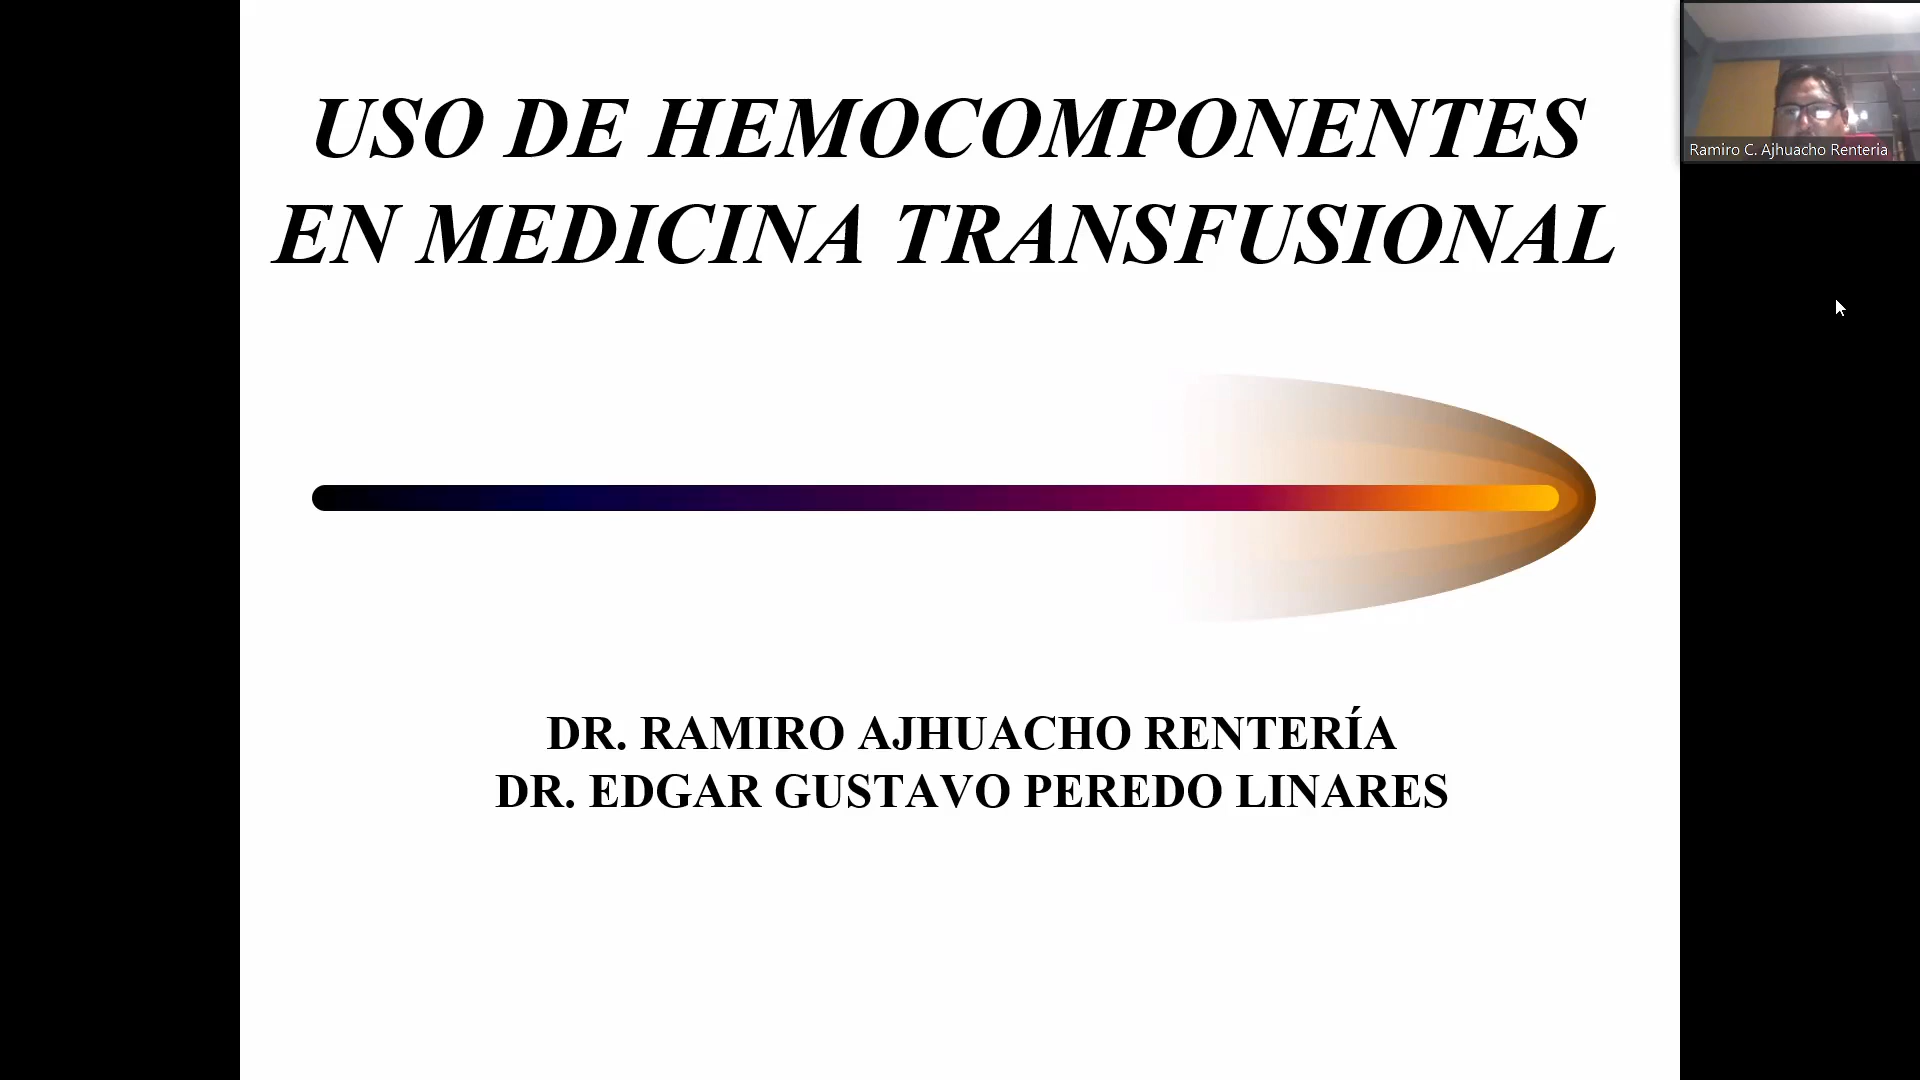 USO DE HEMOCOMPONENTES
EN MEDICINA TRANSFUSIONAL
DR. RAMIRO AJHUACHO RENTERÍA
DR. EDGAR GUSTAVO PEREDO LINARES
Ramiro C. Ajhuacho Renteria